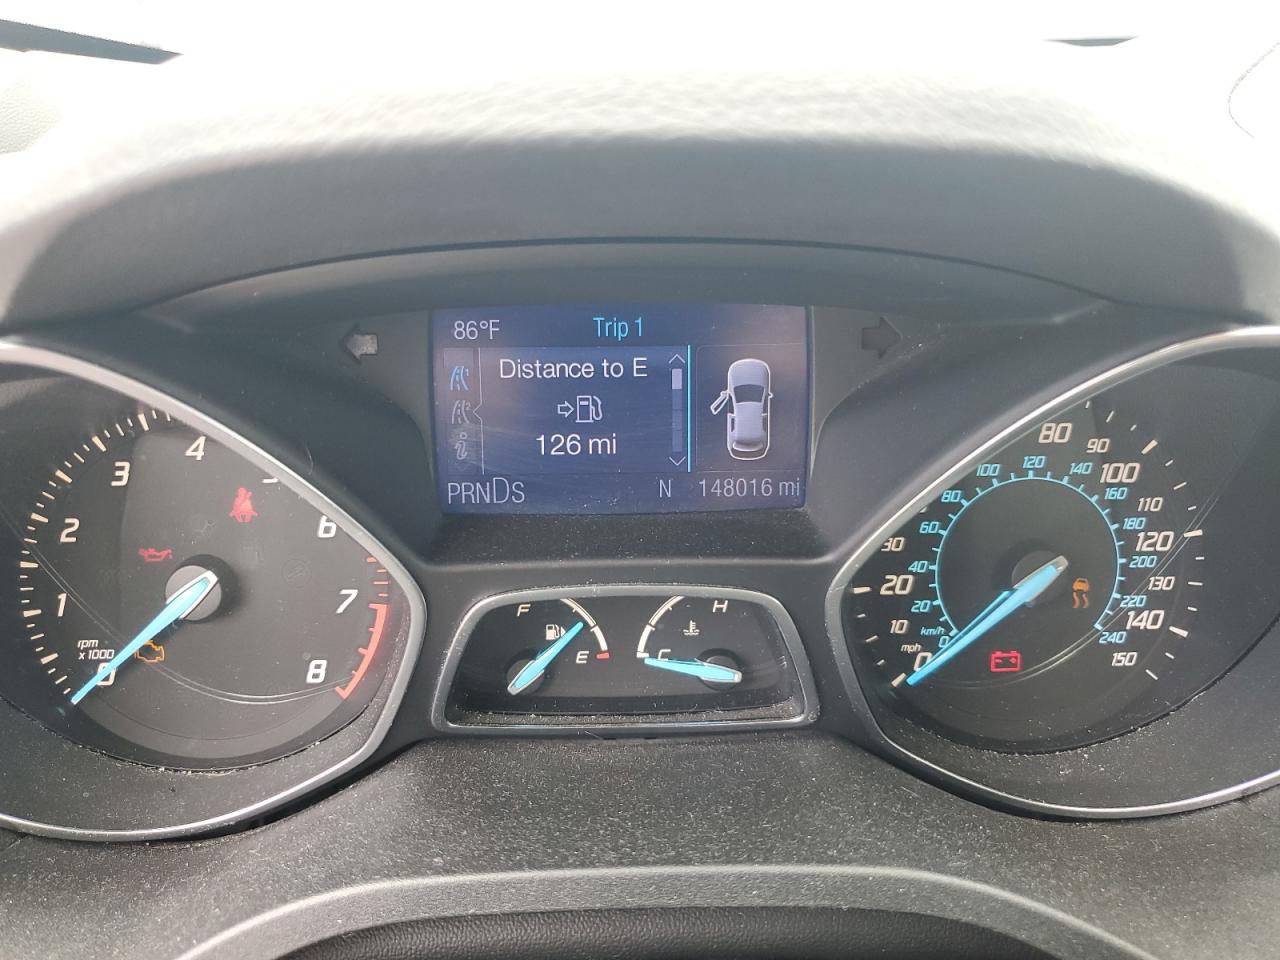 86°F Trip 1
Distance to E
126 mi
PRNDS N 148016 mi
0 1 2 3 4 5 6 7 8
rpm
x1000
F E
C H
0 10 20 30 80 90 100 110 120 130 140 150
mph
0 20 40 60 80 100 120 140 160 180 200 220 240
km/h